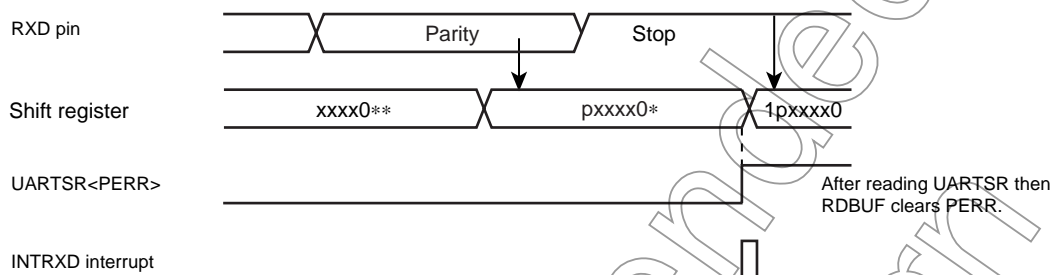 RXD pin
Parity
Stop
Shift register
xxxx0**
pxxxx0*
1pxxxx0
UARTSR<PERR>
After reading UARTSR then
RDBUF clears PERR.
INTRXD interrupt